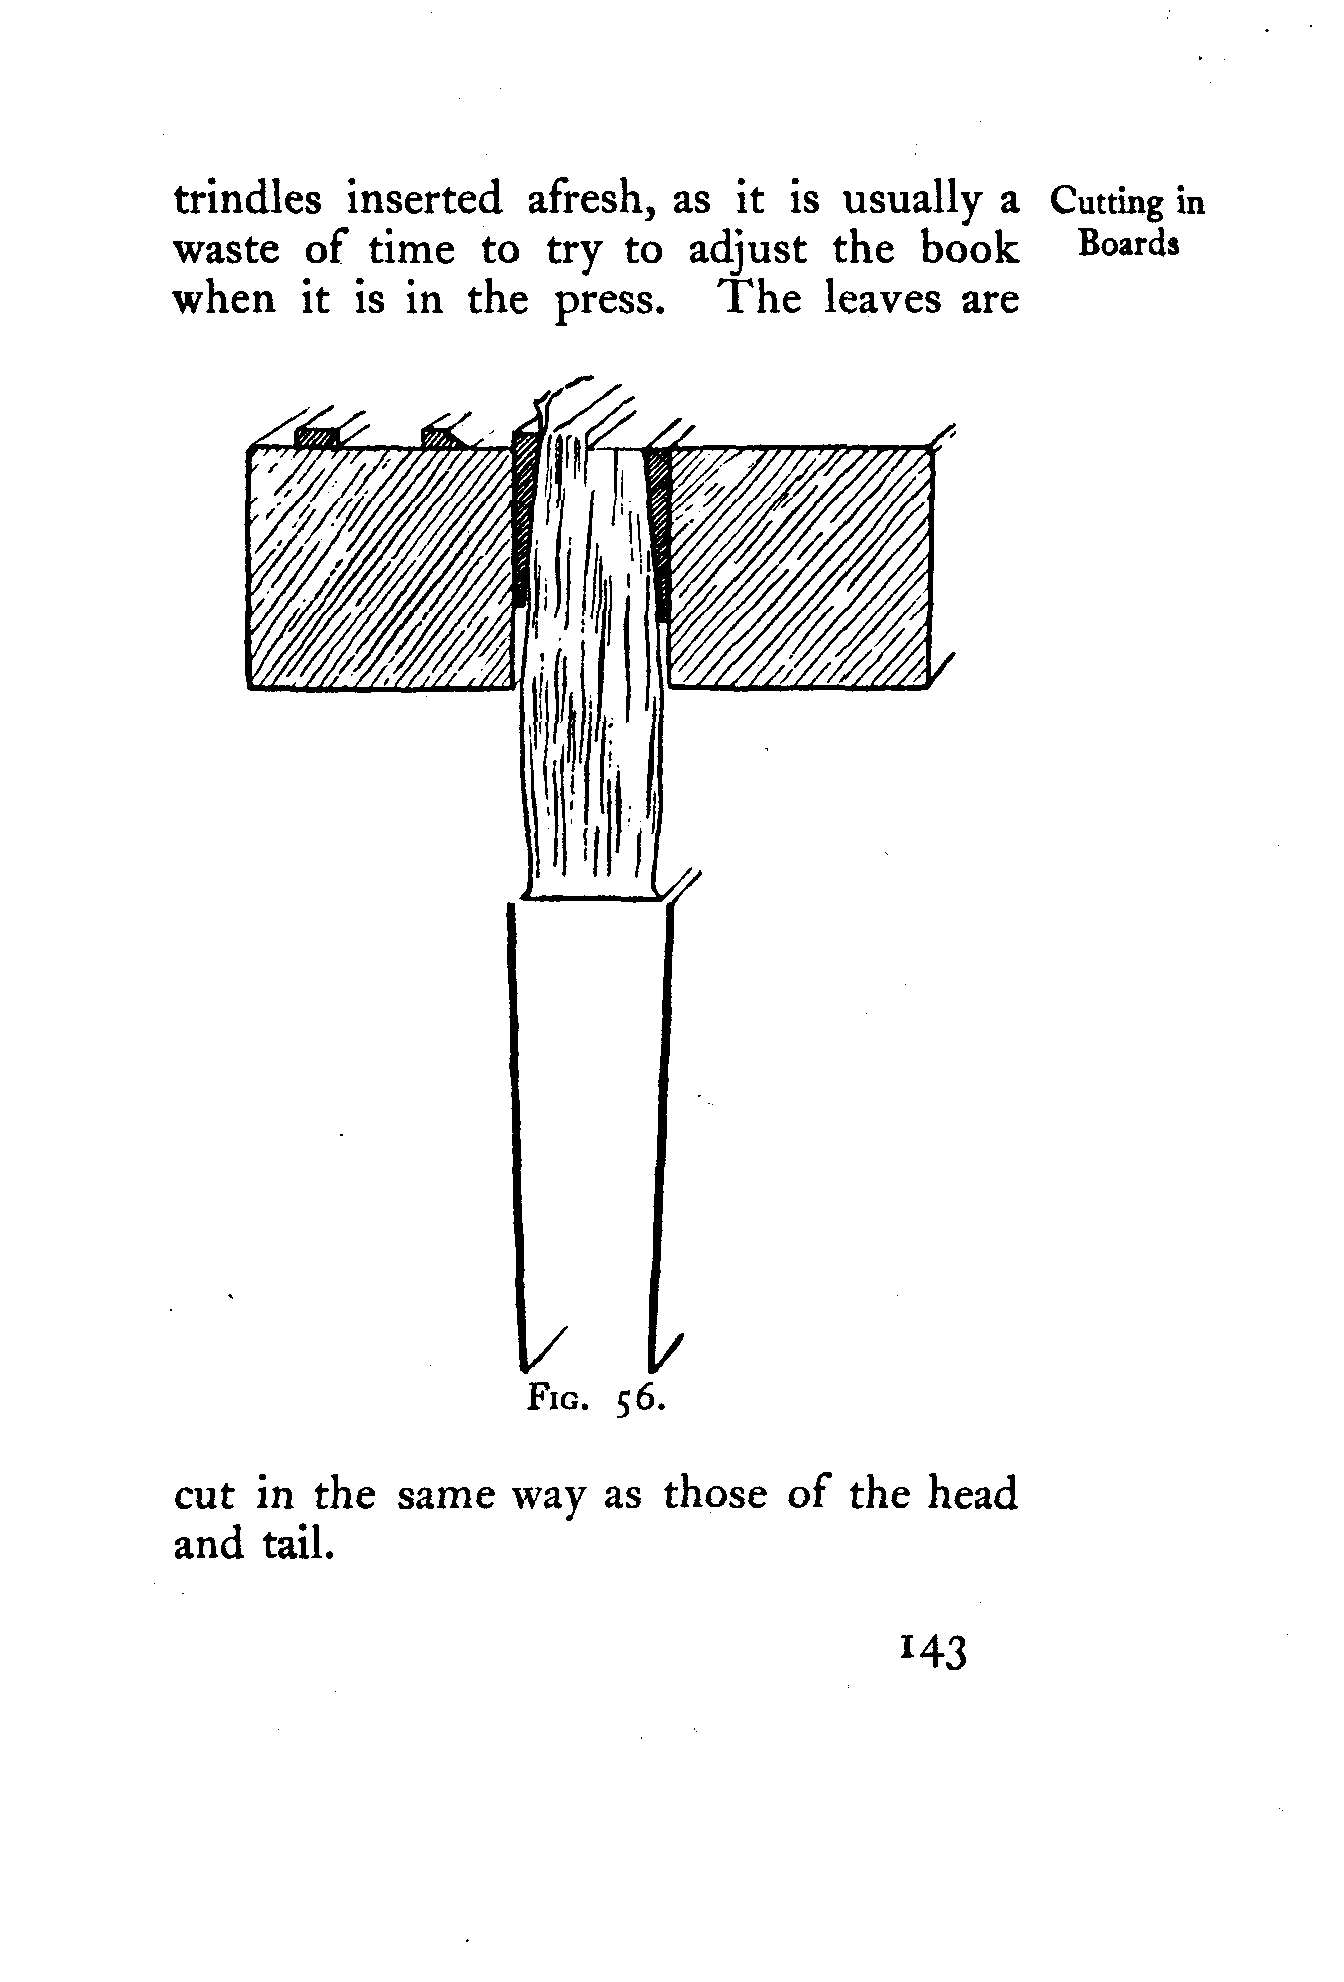 trindles inserted afresh, as it is usually a
waste of time to try to adjust the book
when it is in the press. The leaves are
Cutting in
Boards
FIG. 56.
cut in the same way as those of the head
and tail.
143